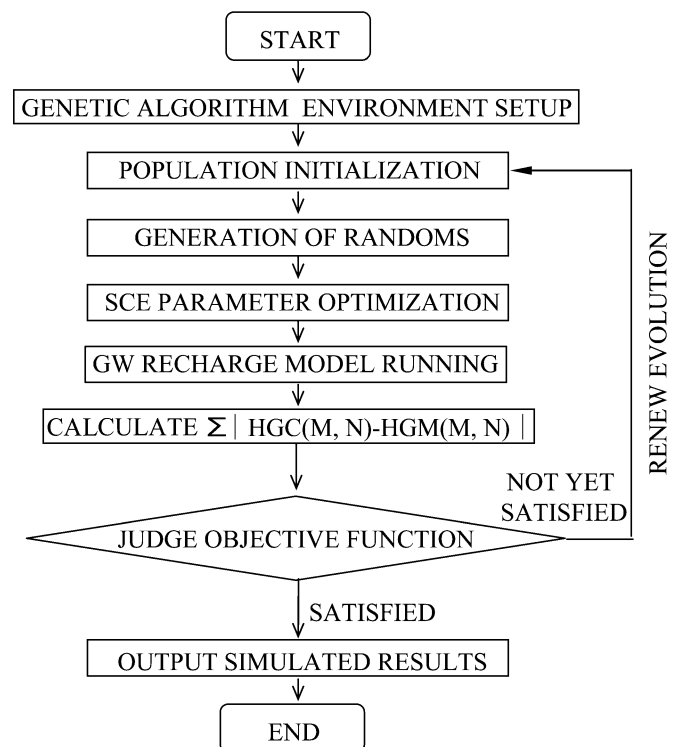 START
GENETIC ALGORITHM ENVIRONMENT SETUP
POPULATION INITIALIZATION
GENERATION OF RANDOMS
SCE PARAMETER OPTIMIZATION
GW RECHARGE MODEL RUNNING
CALCULATE Σ| HGC(M, N)-HGM(M, N) |
JUDGE OBJECTIVE FUNCTION
NOT YET
SATISFIED
RENEW EVOLUTION
SATISFIED
OUTPUT SIMULATED RESULTS
END